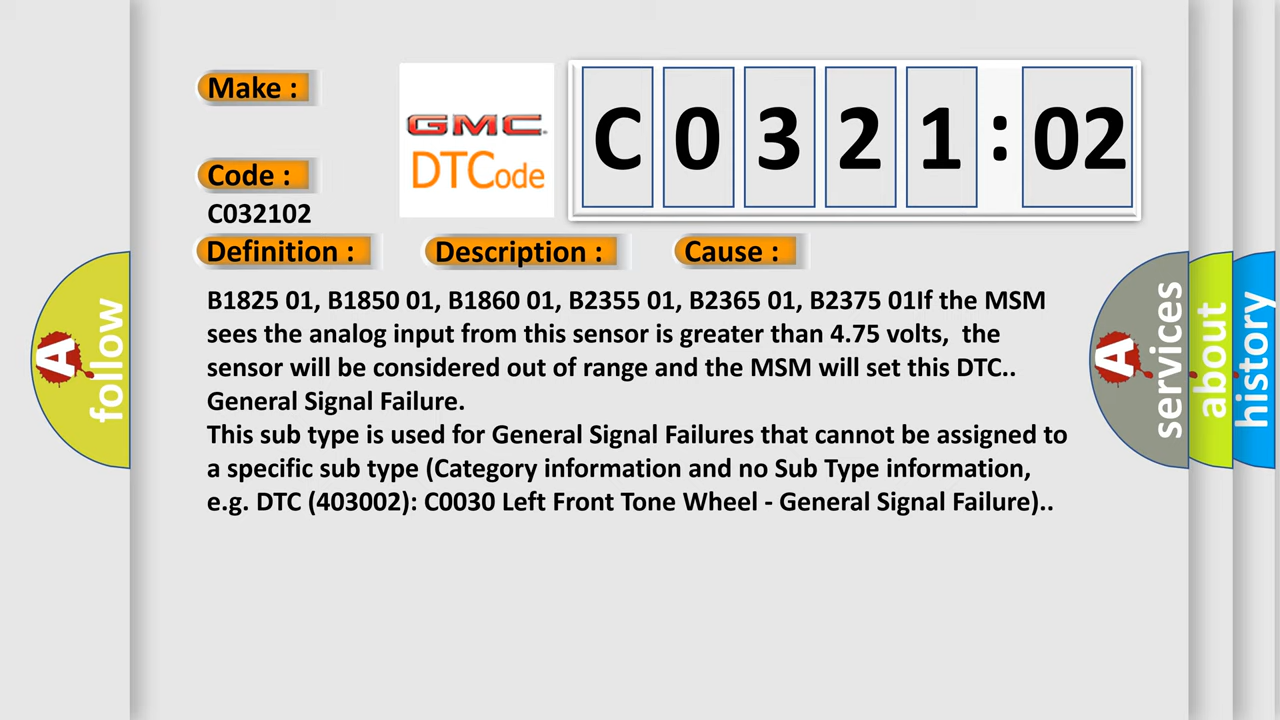 Make :
GMC
DTCode
C0321:02
Code :
C032102
Definition :
Description :
Cause :
B1825 01, B1850 01, B1860 01, B2355 01, B2365 01, B2375 01If the MSM
sees the analog input from this sensor is greater than 4.75 volts,  the
sensor will be considered out of range and the MSM will set this DTC..
General Signal Failure.
This sub type is used for General Signal Failures that cannot be assigned to
a specific sub type (Category information and no Sub Type information,
e.g. DTC (403002): C0030 Left Front Tone Wheel - General Signal Failure)..
A follow
A services
about
history